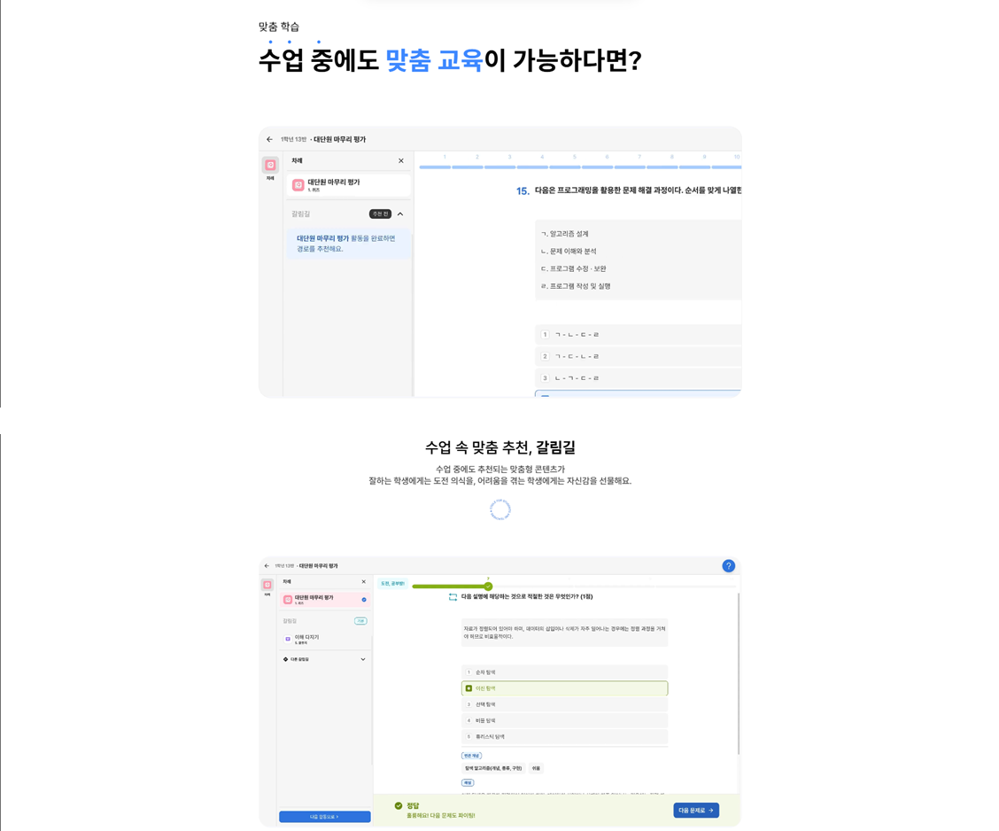 맞춤 학습
수업 중에도 맞춤 교육이 가능하다면?
1학년 13반 · 대단원 마무리 평가
차례
차례
대단원 마무리 평가
1. 퀴즈
갈림길
추천 전
대단원 마무리 평가 활동을 완료하면
경로를 추천해요.
1 2 3 4 5 6 7 8 9 10
15. 다음은 프로그래밍을 활용한 문제 해결 과정이다. 순서를 맞게 나열한
ㄱ. 알고리즘 설계
ㄴ. 문제 이해와 분석
ㄷ. 프로그램 수정 · 보완
ㄹ. 프로그램 작성 및 실행
1 ㄱ - ㄴ - ㄷ - ㄹ
2 ㄱ - ㄷ - ㄴ - ㄹ
3 ㄴ - ㄱ - ㄷ - ㄹ
수업 속 맞춤 추천, 갈림길
수업 중에도 추천되는 맞춤형 콘텐츠가
잘하는 학생에게는 도전 의식을, 어려움을 겪는 학생에게는 자신감을 선물해요.
1학년 13반 · 대단원 마무리 평가
?
차례
차례
대단원 마무리 평가
1. 퀴즈
갈림길
이해 다지기
다른 갈림길
다음 활동으로 >
도전, 공부왕!
7
다음 설명에 해당하는 것으로 적절한 것은 무엇인가? (1점)
자료가 정렬되어 있어야 하며, 데이터의 삽입이나 삭제가 자주 일어나는 경우에는 정렬 과정을 거쳐
야 하므로 비효율적이다.
1 순차 탐색
이진 탐색
3 선택 탐색
4 버블 탐색
5 휴리스틱 탐색
관련 개념
탐색 알고리즘(개념, 종류, 구현) 쉬움
해설
정답
훌륭해요! 다음 문제도 파이팅!
다음 문제로 →